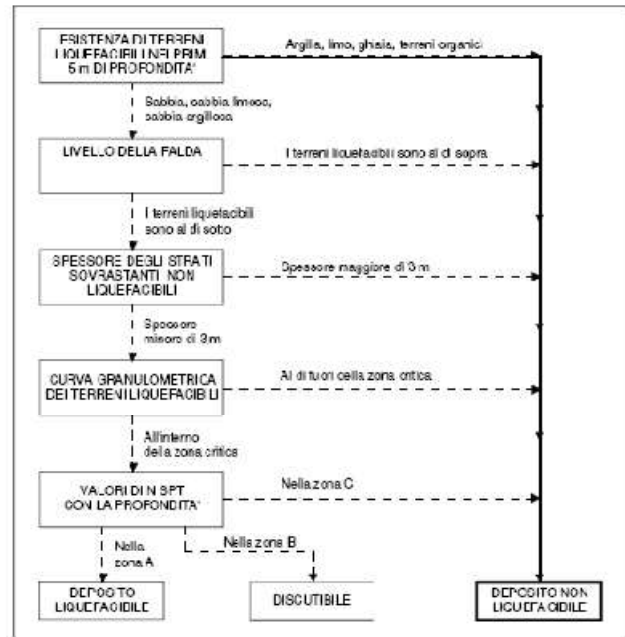 ESISTENZA DI TERRENI
LIQUEFACIBILI NEI PRIMI
5 m DI PROFONDITA'
Argilla, limo, ghiaia, terreni organici
Sabbia, sabbia limosa,
sabbia argillosa
LIVELLO DELLA FALDA
I terreni liquefacibili sono al di sopra
I terreni liquefacibili
sono al di sotto
SPESSORE DEGLI STRATI
SOVRASTANTI NON
LIQUEFACIBILI
Spessore maggiore di 3 m
Spessore
minore di 3 m
CURVA GRANULOMETRICA
DEI TERRENI LIQUEFACIBILI
Al di fuori della zona critica
All'interno
della zona critica
VALORI DI N SPT
CON LA PROFONDITA'
Nella zona C
Nella
zona A
Nella zona B
DEPOSITO
LIQUEFACIBILE
DISCUTIBILE
DEPOSITO NON
LIQUEFACIBILE